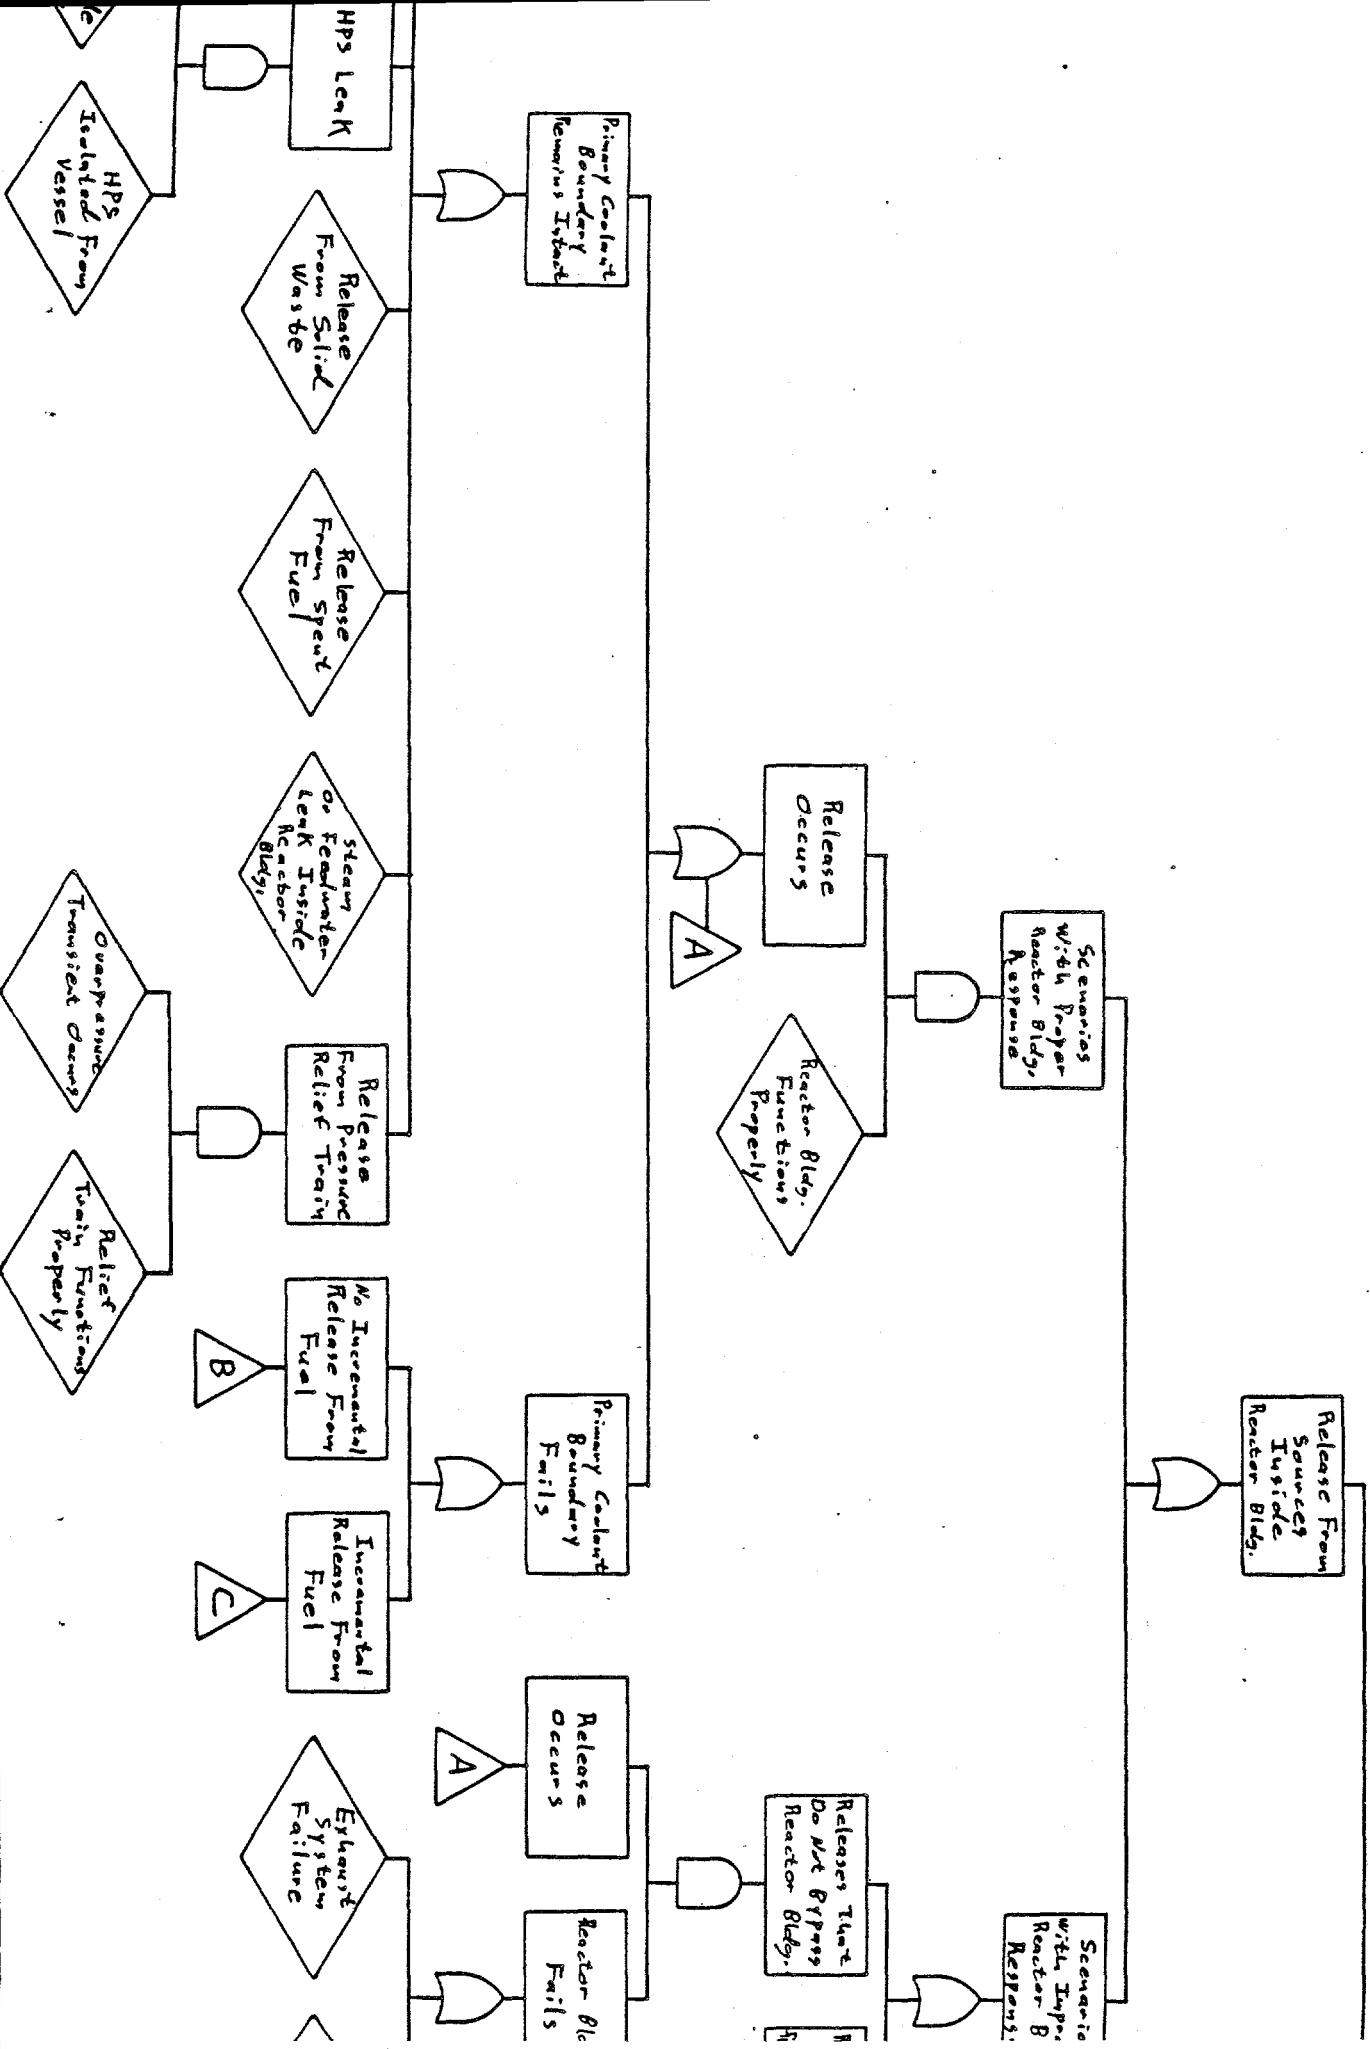 Release From
Sources
Inside
Reactor Bldg.
Scenarios
With Proper
Reactor Bldg.
Response
Release
Occurs
A
Reactor Bldg.
Functions
Properly
Releases That
Do Not Bypass
Reactor Bldg.
Primary Coolant
Boundary
Remains Intact
Primary Coolant
Boundary
Fails
Release
Occurs
A
Reactor
Fails
HPS Leak
Release
From Solid
Waste
Release
From Spent
Fuel
Steam
Or Feedwater
Leak Inside
Reactor
Bldg.
Release
From Pressure
Relief Train
No Incremental
Release From
Fuel
B
Incremental
Release From
Fuel
C
Exhaust
System
Failure
HPS
Isolated From
Vessel
Overpressure
Transient Occurs
Relief
Train Functions
Properly